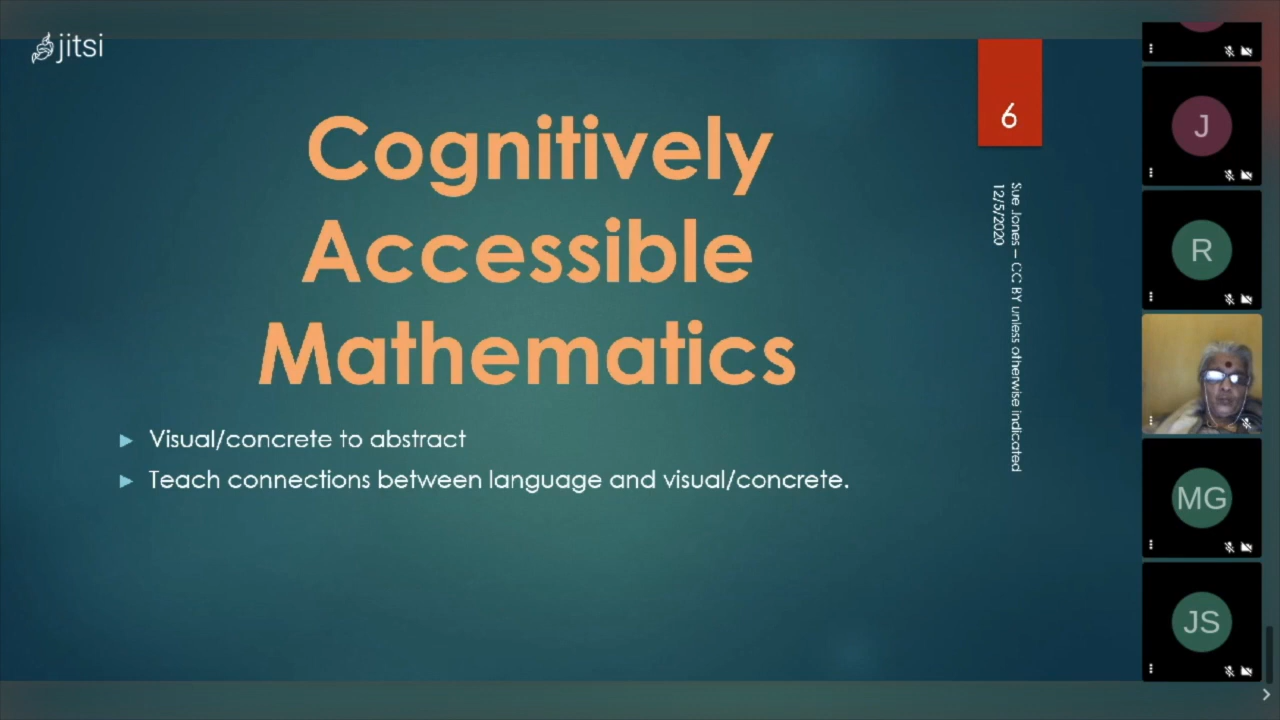 jitsi
Cognitively
Accessible
Mathematics
Visual/concrete to abstract
Teach connections between language and visual/concrete.
6
Sue Jones – CC BY unless otherwise indicated
12/5/2020
J
R
MG
JS